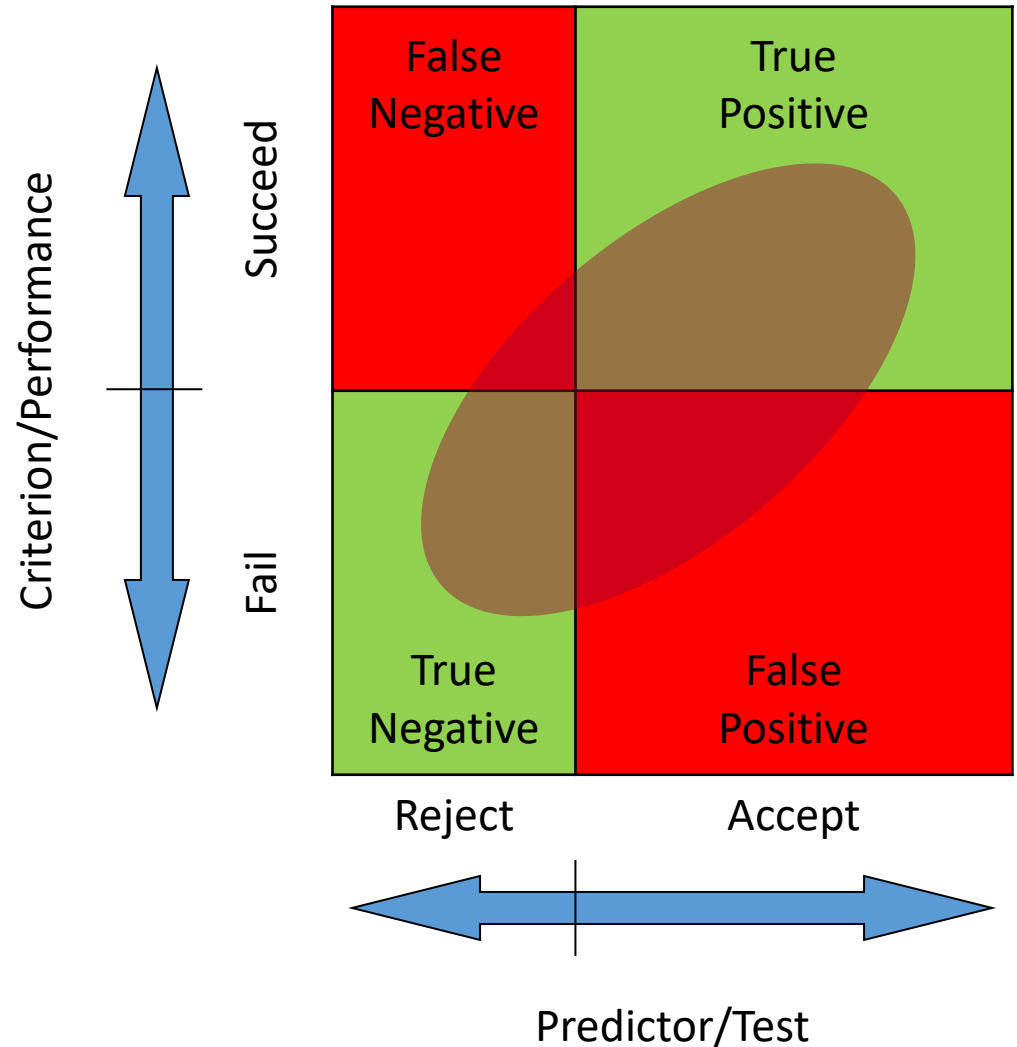 False
Negative
True
Positive
Criterion/Performance
Succeed
Fail
True
Negative
False
Positive
Reject
Accept
Predictor/Test